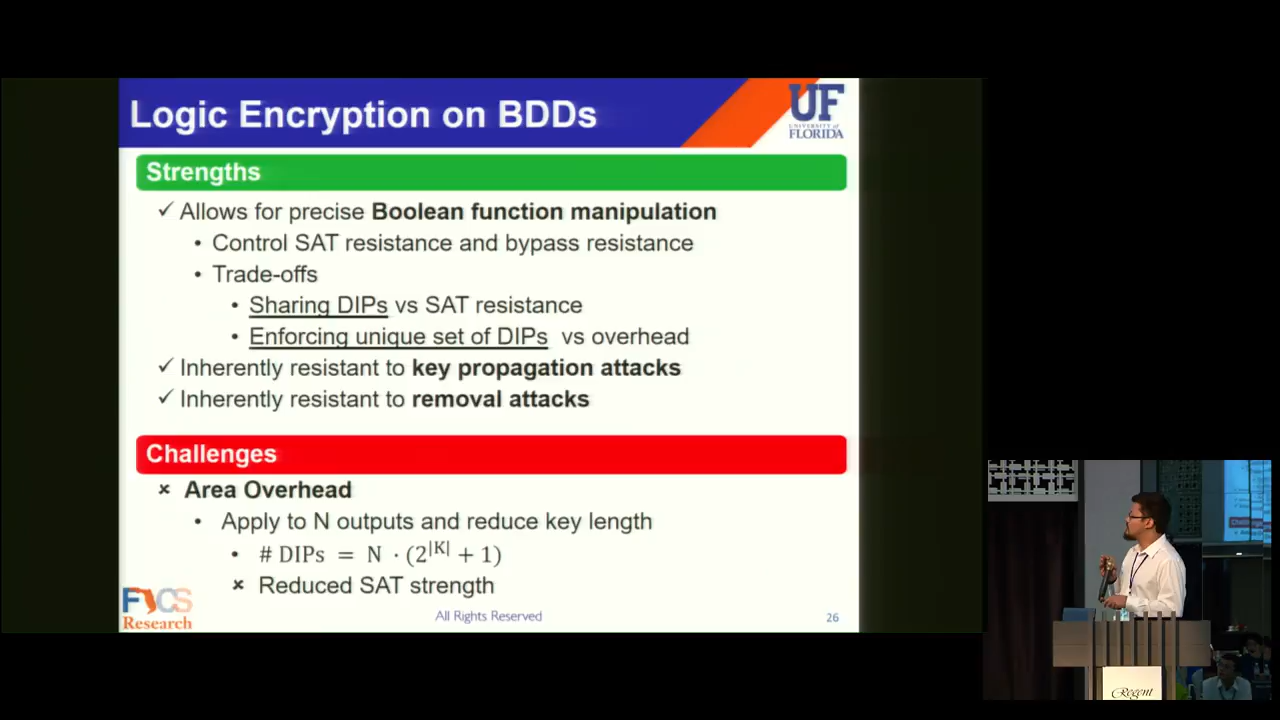 Logic Encryption on BDDs
UF
UNIVERSITY of
FLORIDA
Strengths
✓ Allows for precise Boolean function manipulation
• Control SAT resistance and bypass resistance
• Trade-offs
• Sharing DIPs vs SAT resistance
• Enforcing unique set of DIPs vs overhead
✓ Inherently resistant to key propagation attacks
✓ Inherently resistant to removal attacks
Challenges
× Area Overhead
• Apply to N outputs and reduce key length
• # DIPs = N · (2^|K| + 1)
× Reduced SAT strength
FICS
Research
All Rights Reserved
26
Regent